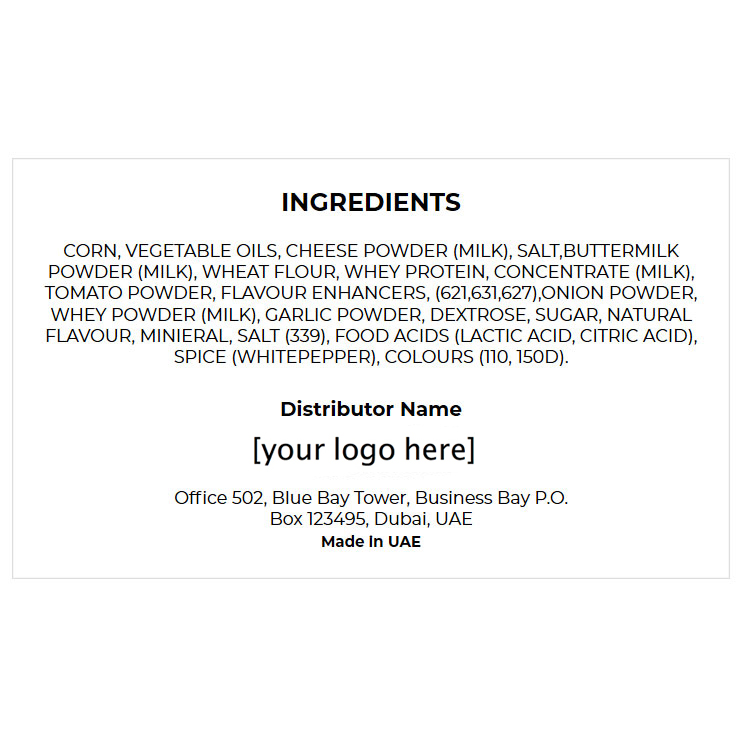 INGREDIENTS
CORN, VEGETABLE OILS, CHEESE POWDER (MILK), SALT,BUTTERMILK
POWDER (MILK), WHEAT FLOUR, WHEY PROTEIN, CONCENTRATE (MILK),
TOMATO POWDER, FLAVOUR ENHANCERS, (621,631,627),ONION POWDER,
WHEY POWDER (MILK), GARLIC POWDER, DEXTROSE, SUGAR, NATURAL
FLAVOUR, MINIERAL, SALT (339), FOOD ACIDS (LACTIC ACID, CITRIC ACID),
SPICE (WHITEPEPPER), COLOURS (110, 150D).
Distributor Name
[your logo here]
Office 502, Blue Bay Tower, Business Bay P.O.
Box 123495, Dubai, UAE
Made In UAE